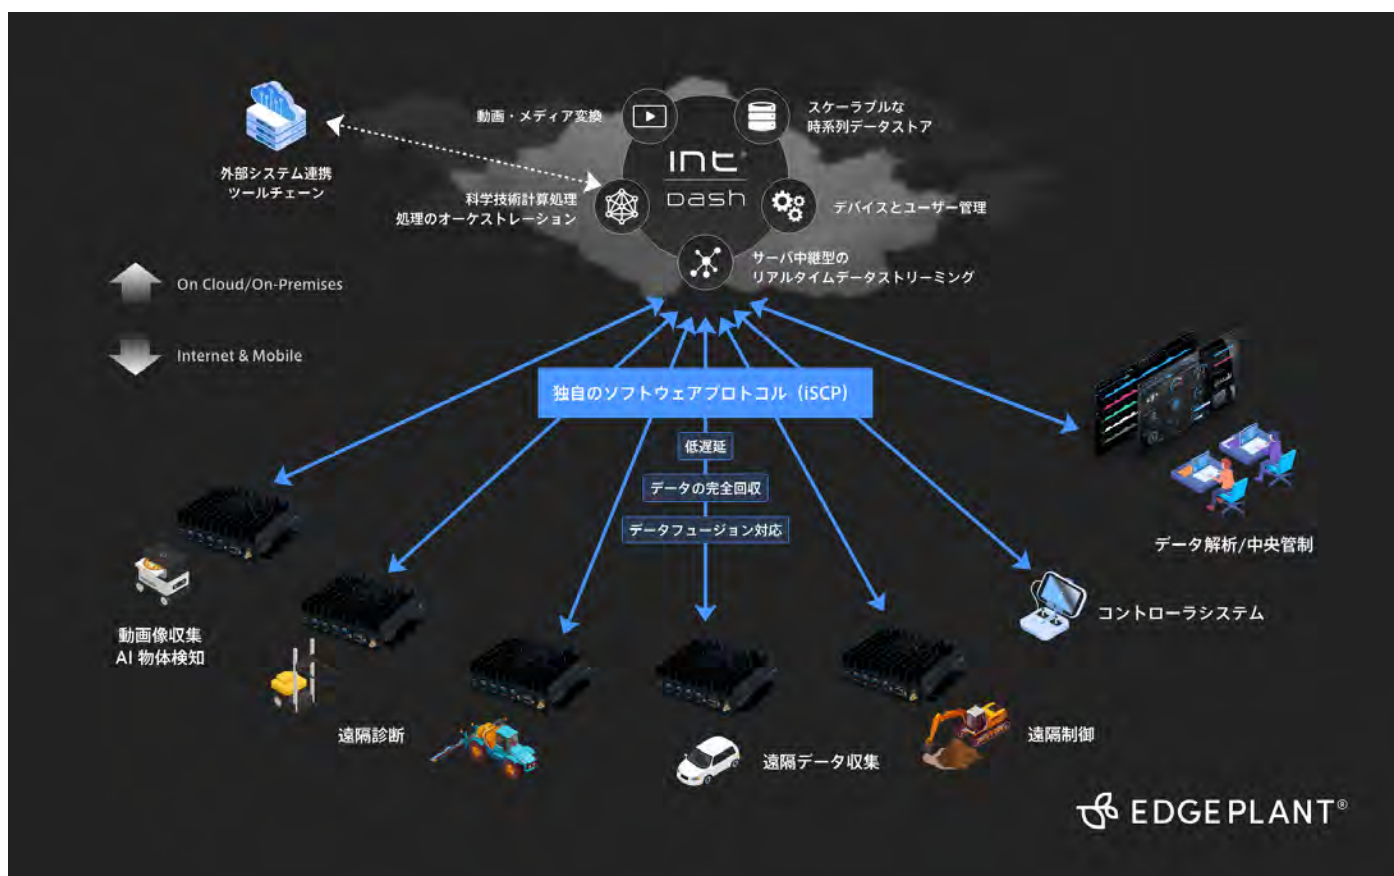 動画・メディア変換
スケーラブルな
時系列データストア
外部システム連携
ツールチェーン
科学技術計算処理
処理のオーケストレーション
int
Dash
デバイスとユーザー管理
サーバ中継型の
リアルタイムデータストリーミング
On Cloud/On-Premises
Internet & Mobile
独自のソフトウェアプロトコル（iSCP）
低遅延
データの完全回収
データフュージョン対応
データ解析/中央管制
コントローラシステム
動画像収集
AI 物体検知
遠隔診断
遠隔データ収集
遠隔制御
EDGEPLANT®